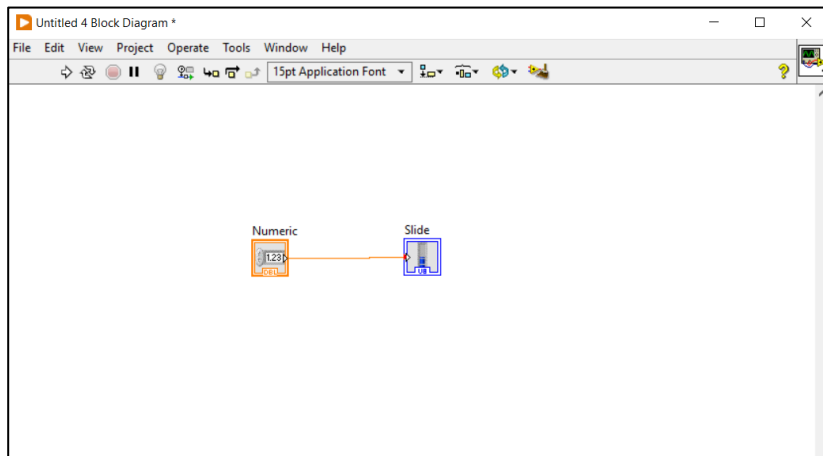 Untitled 4 Block Diagram *
File Edit View Project Operate Tools Window Help
15pt Application Font
Numeric Slide
1.23
DBL U8